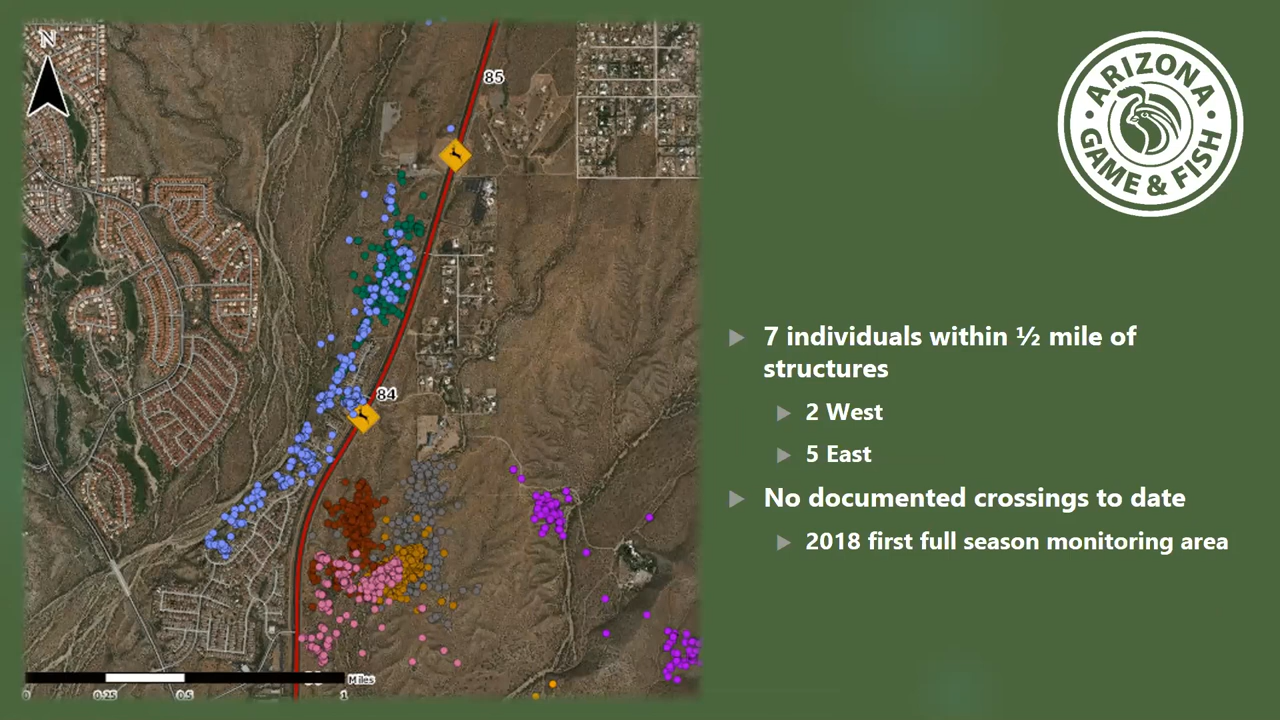 N
85
84
0
0.25
0.5
1
Miles
ARIZONA
GAME & FISH
7 individuals within ½ mile of
structures
2 West
5 East
No documented crossings to date
2018 first full season monitoring area